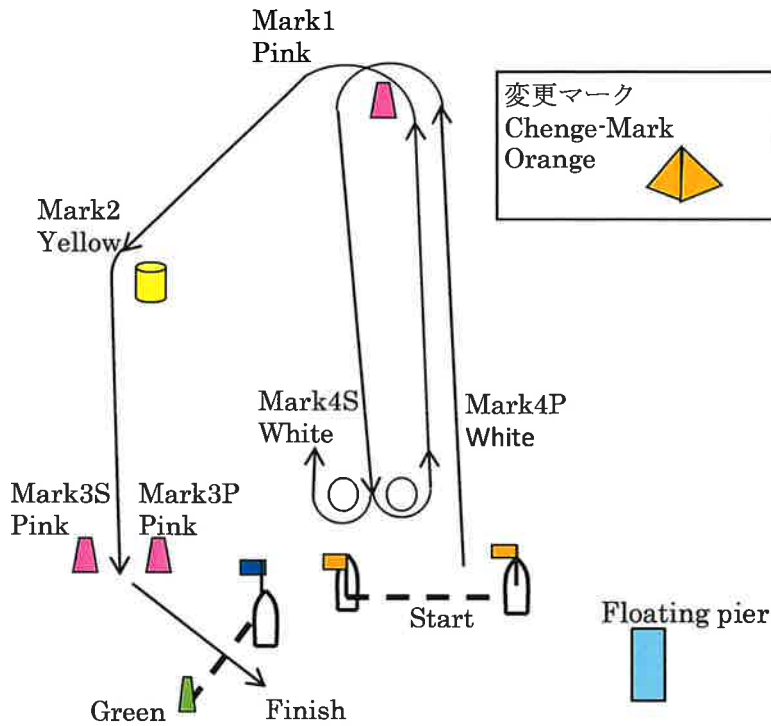 Mark1
Pink
変更マーク
Chenge-Mark
Orange
Mark2
Yellow
Mark4S
White
Mark4P
White
Mark3S
Pink
Mark3P
Pink
Start
Floating pier
Green
Finish